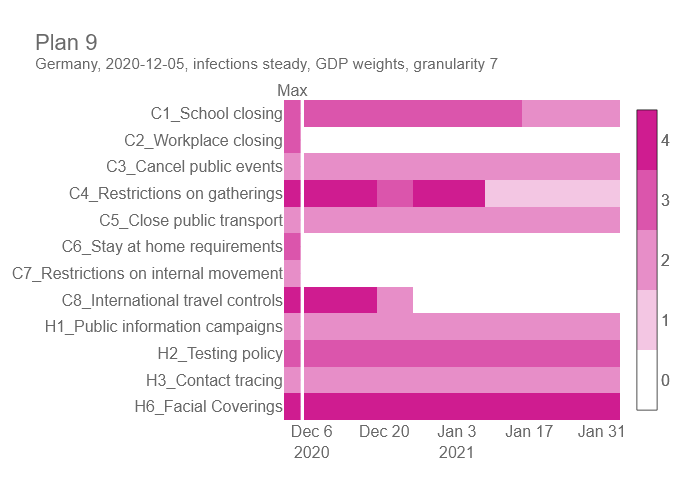 Plan 9
Germany, 2020-12-05, infections steady, GDP weights, granularity 7
Max
C1_School closing
C2_Workplace closing
C3_Cancel public events
C4_Restrictions on gatherings
C5_Close public transport
C6_Stay at home requirements
C7_Restrictions on internal movement
C8_International travel controls
H1_Public information campaigns
H2_Testing policy
H3_Contact tracing
H6_Facial Coverings
4
3
2
1
0
Dec 6 Dec 20 Jan 3 Jan 17 Jan 31
2020 2021